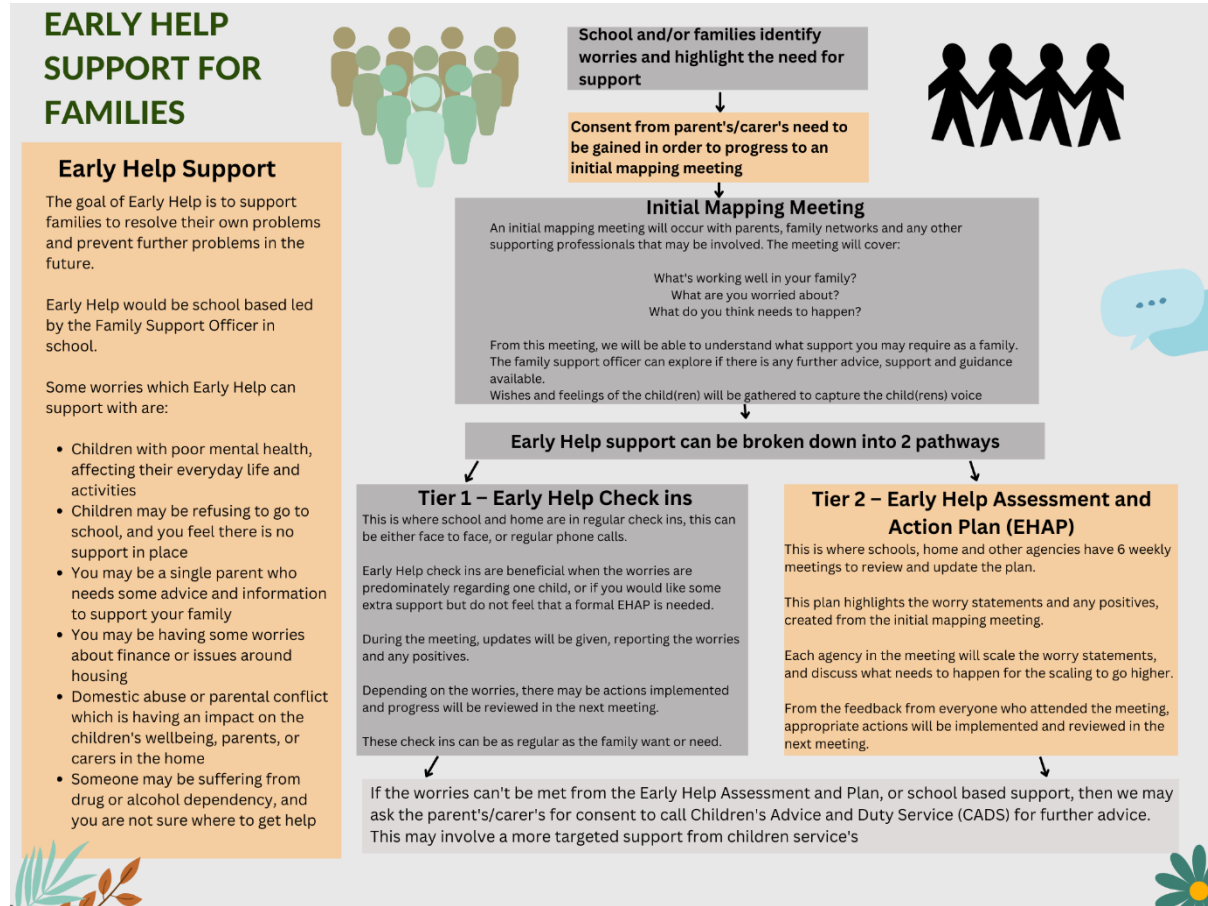 EARLY HELP
SUPPORT FOR
FAMILIES
Early Help Support
The goal of Early Help is to support
families to resolve their own problems
and prevent further problems in the
future.
Early Help would be school based led
by the Family Support Officer in
school.
Some worries which Early Help can
support with are:
• Children with poor mental health,
affecting their everyday life and
activities
• Children may be refusing to go to
school, and you feel there is no
support in place
• You may be a single parent who
needs some advice and information
to support your family
• You may be having some worries
about finance or issues around
housing
• Domestic abuse or parental conflict
which is having an impact on the
children's wellbeing, parents, or
carers in the home
• Someone may be suffering from
drug or alcohol dependency, and
you are not sure where to get help
School and/or families identify
worries and highlight the need for
support
Consent from parent's/carer's need to
be gained in order to progress to an
initial mapping meeting
Initial Mapping Meeting
An initial mapping meeting will occur with parents, family networks and any other
supporting professionals that may be involved. The meeting will cover:
What's working well in your family?
What are you worried about?
What do you think needs to happen?
From this meeting, we will be able to understand what support you may require as a family.
The family support officer can explore if there is any further advice, support and guidance
available.
Wishes and feelings of the child(ren) will be gathered to capture the child(rens) voice
Early Help support can be broken down into 2 pathways
Tier 1 – Early Help Check ins
This is where school and home are in regular check ins, this can
be either face to face, or regular phone calls.
Early Help check ins are beneficial when the worries are
predominately regarding one child, or if you would like some
extra support but do not feel that a formal EHAP is needed.
During the meeting, updates will be given, reporting the worries
and any positives.
Depending on the worries, there may be actions implemented
and progress will be reviewed in the next meeting.
These check ins can be as regular as the family want or need.
Tier 2 – Early Help Assessment and
Action Plan (EHAP)
This is where schools, home and other agencies have 6 weekly
meetings to review and update the plan.
This plan highlights the worry statements and any positives,
created from the initial mapping meeting.
Each agency in the meeting will scale the worry statements,
and discuss what needs to happen for the scaling to go higher.
From the feedback from everyone who attended the meeting,
appropriate actions will be implemented and reviewed in the
next meeting.
If the worries can't be met from the Early Help Assessment and Plan, or school based support, then we may
ask the parent's/carer's for consent to call Children's Advice and Duty Service (CADS) for further advice.
This may involve a more targeted support from children service's